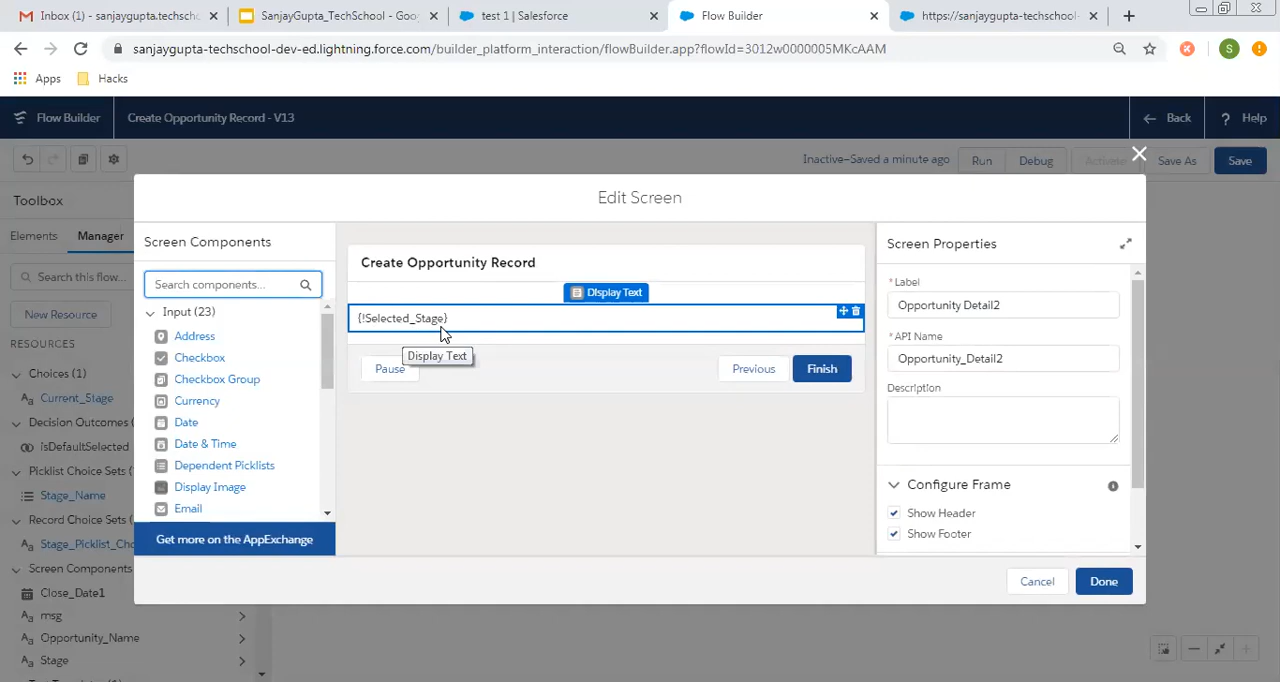 Inbox (1) - sanjaygupta.techscho
SanjayGupta_TechSchool - Goo
test 1 | Salesforce
Flow Builder
https://sanjaygupta-techschool-
sanjaygupta-techschool-dev-ed.lightning.force.com/builder_platform_interaction/flowBuilder.app?flowId=3012w0000005MKcAAM
S
Apps
Hacks
Flow Builder
Create Opportunity Record - V13
Back
? Help
Inactive–Saved a minute ago
Run
Debug
Activate
Save As
Save
Toolbox
Elements
Manager
Search this flow...
New Resource
RESOURCES
Choices (1)
Current_Stage
Decision Outcomes (
isDefaultSelected
Picklist Choice Sets (1
Stage_Name
Record Choice Sets (
Stage_Picklist_Cho
Screen Components
Close_Date1
msg
Opportunity_Name
Stage
Edit Screen
Screen Components
Search components...
Input (23)
Address
Checkbox
Checkbox Group
Currency
Date
Date & Time
Dependent Picklists
Display Image
Email
Get more on the AppExchange
Create Opportunity Record
Display Text
{!Selected_Stage}
Display Text
Pause
Previous
Finish
Screen Properties
*Label
Opportunity Detail2
*API Name
Opportunity_Detail2
Description
Configure Frame
Show Header
Show Footer
Cancel
Done